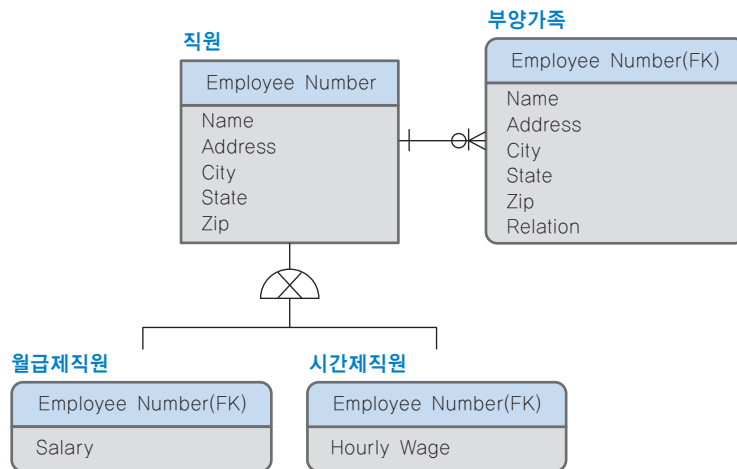 직원
Employee Number
Name
Address
City
State
Zip
부양가족
Employee Number(FK)
Name
Address
City
State
Zip
Relation
월급제직원
Employee Number(FK)
Salary
시간제직원
Employee Number(FK)
Hourly Wage